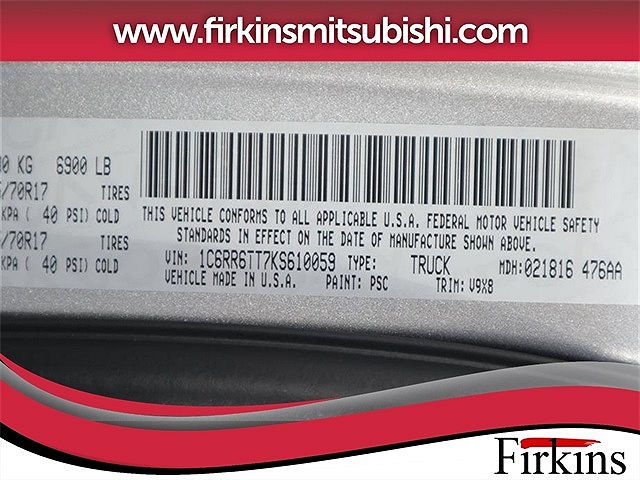 www.firkinsmitsubishi.com
KG 6900 LB
/70R17 TIRES
KPA ( 40 PSI) COLD
/70R17 TIRES
KPA ( 40 PSI) COLD
THIS VEHICLE CONFORMS TO ALL APPLICABLE U.S.A. FEDERAL MOTOR VEHICLE SAFETY
STANDARDS IN EFFECT ON THE DATE OF MANUFACTURE SHOWN ABOVE.
VIN: 1C6RR6TT7KS610059 TYPE: TRUCK MDH:021816 476AA
VEHICLE MADE IN U.S.A. PAINT: PSC TRIM: V9X8
Firkins